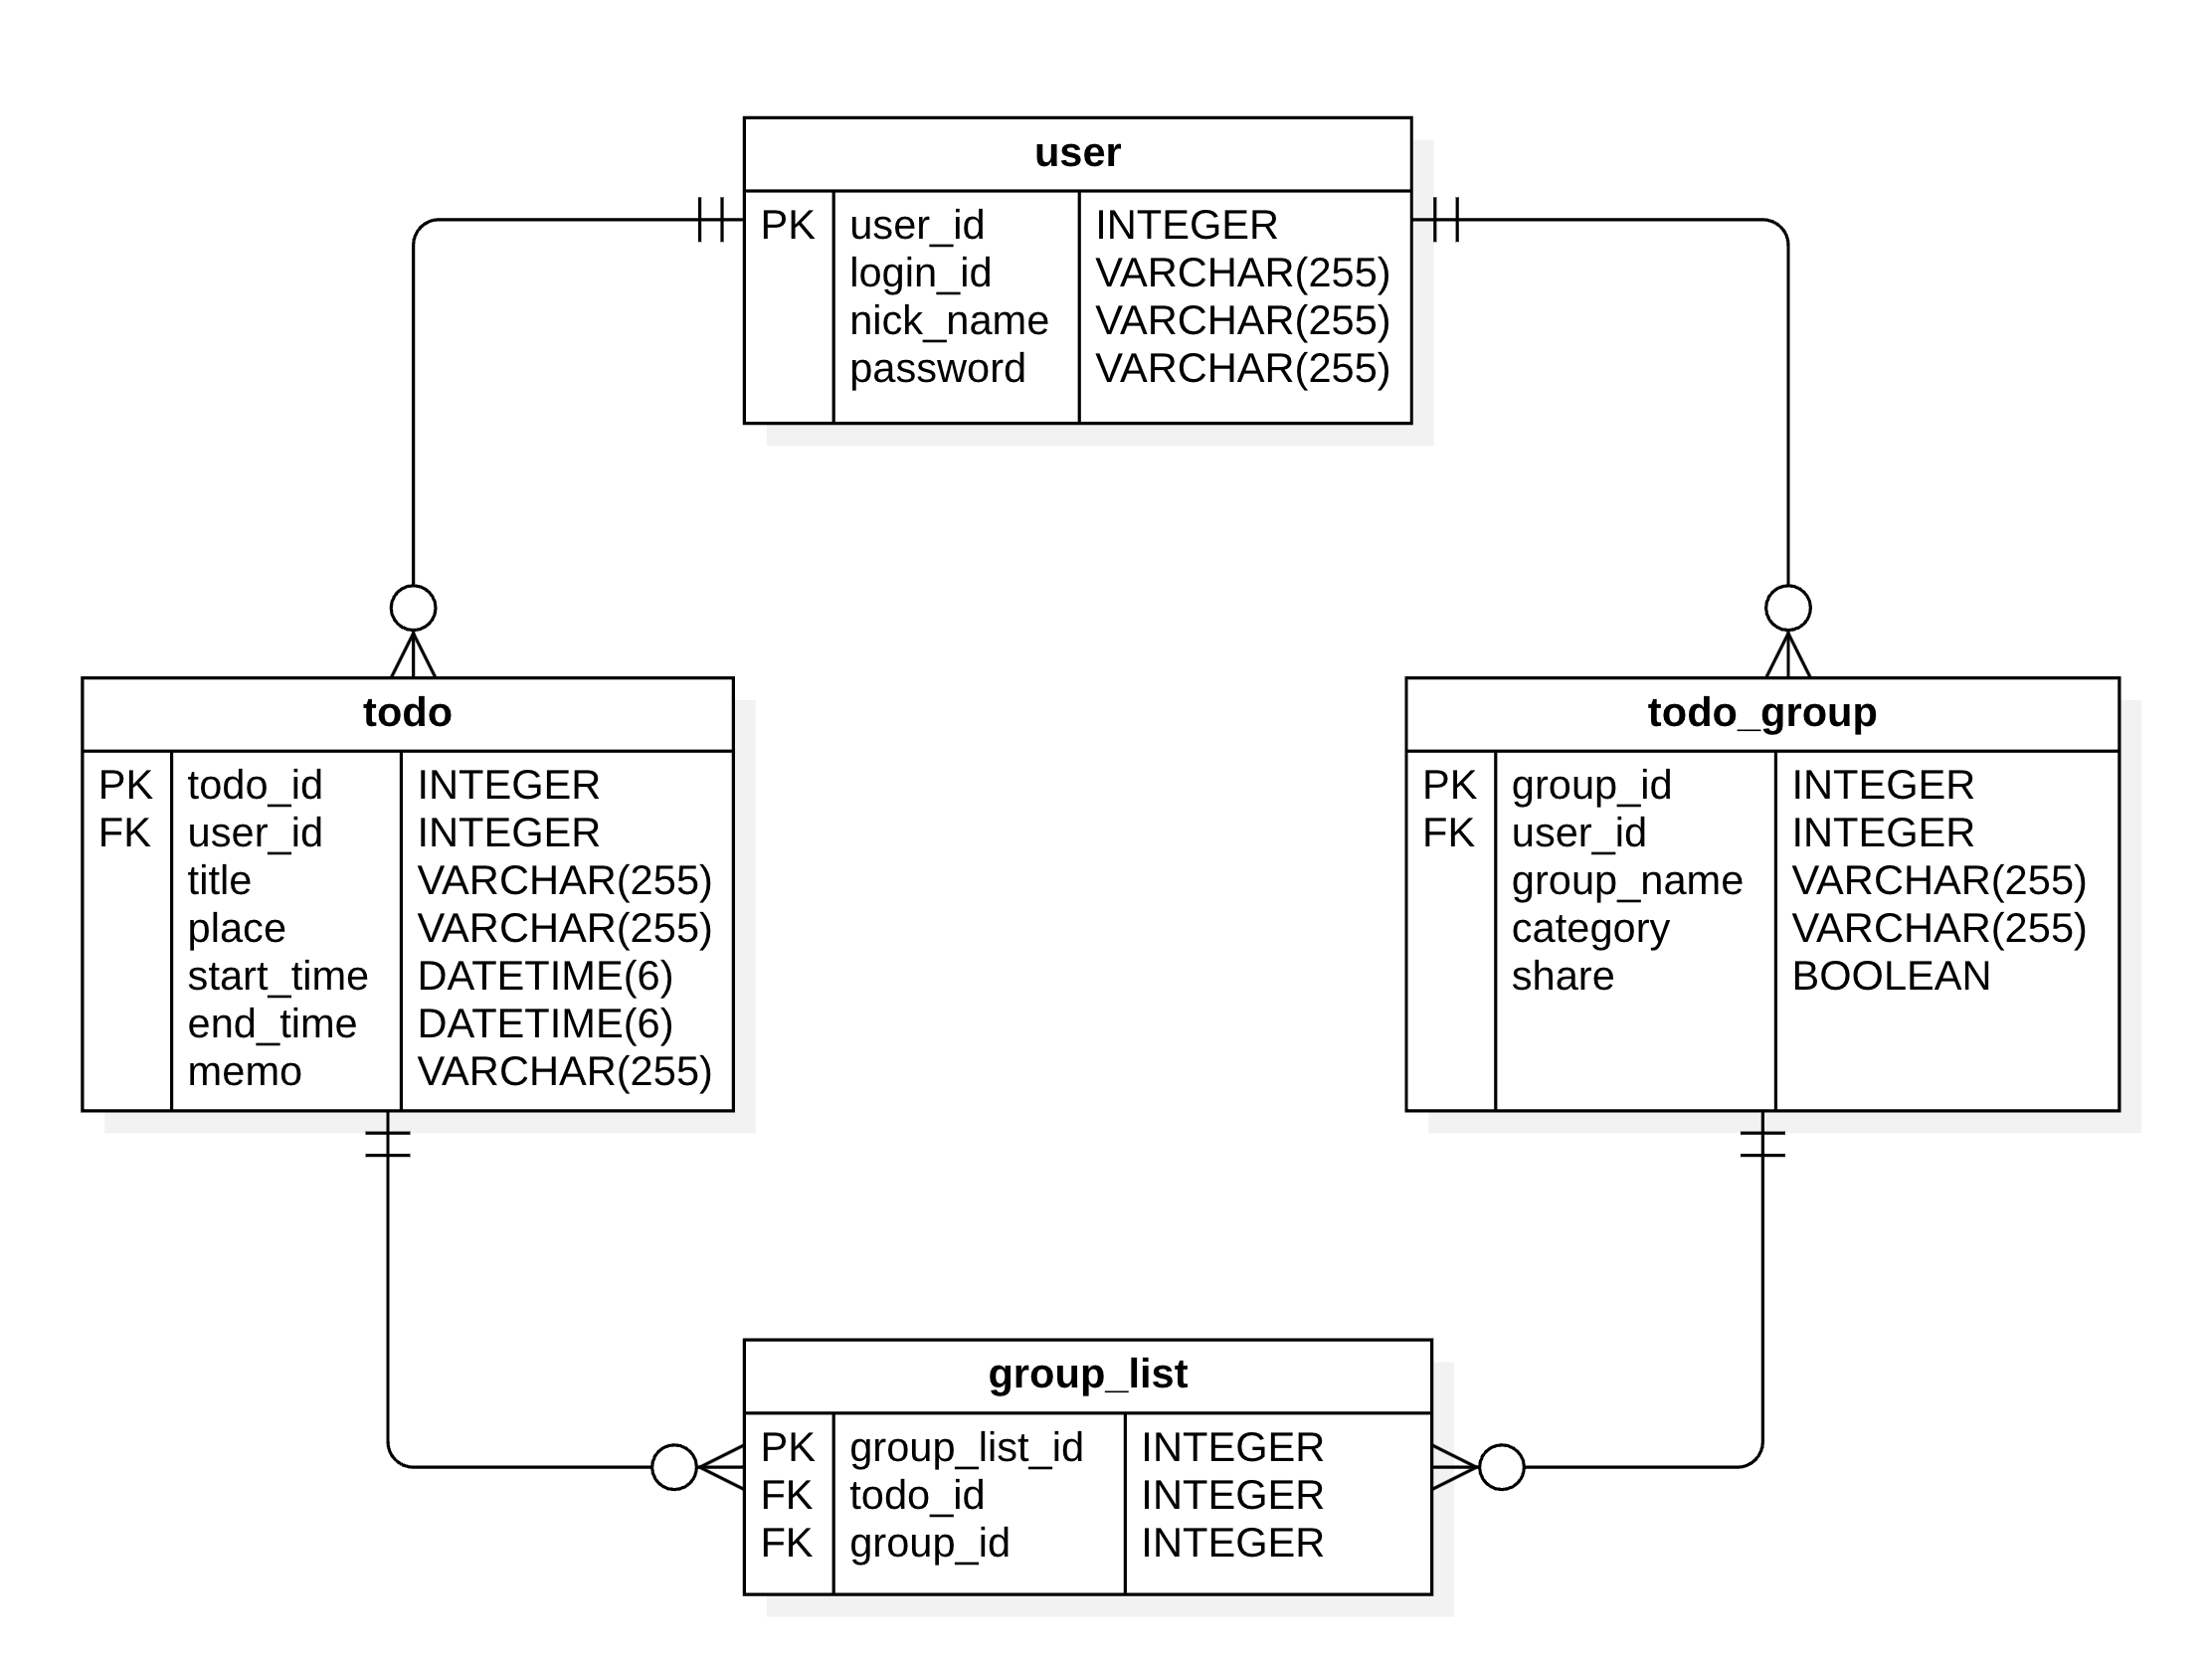 user
PK user_id INTEGER
login_id VARCHAR(255)
nick_name VARCHAR(255)
password VARCHAR(255)
todo
PK todo_id INTEGER
FK user_id INTEGER
title VARCHAR(255)
place VARCHAR(255)
start_time DATETIME(6)
end_time DATETIME(6)
memo VARCHAR(255)
todo_group
PK group_id INTEGER
FK user_id INTEGER
group_name VARCHAR(255)
category VARCHAR(255)
share BOOLEAN
group_list
PK group_list_id INTEGER
FK todo_id INTEGER
FK group_id INTEGER